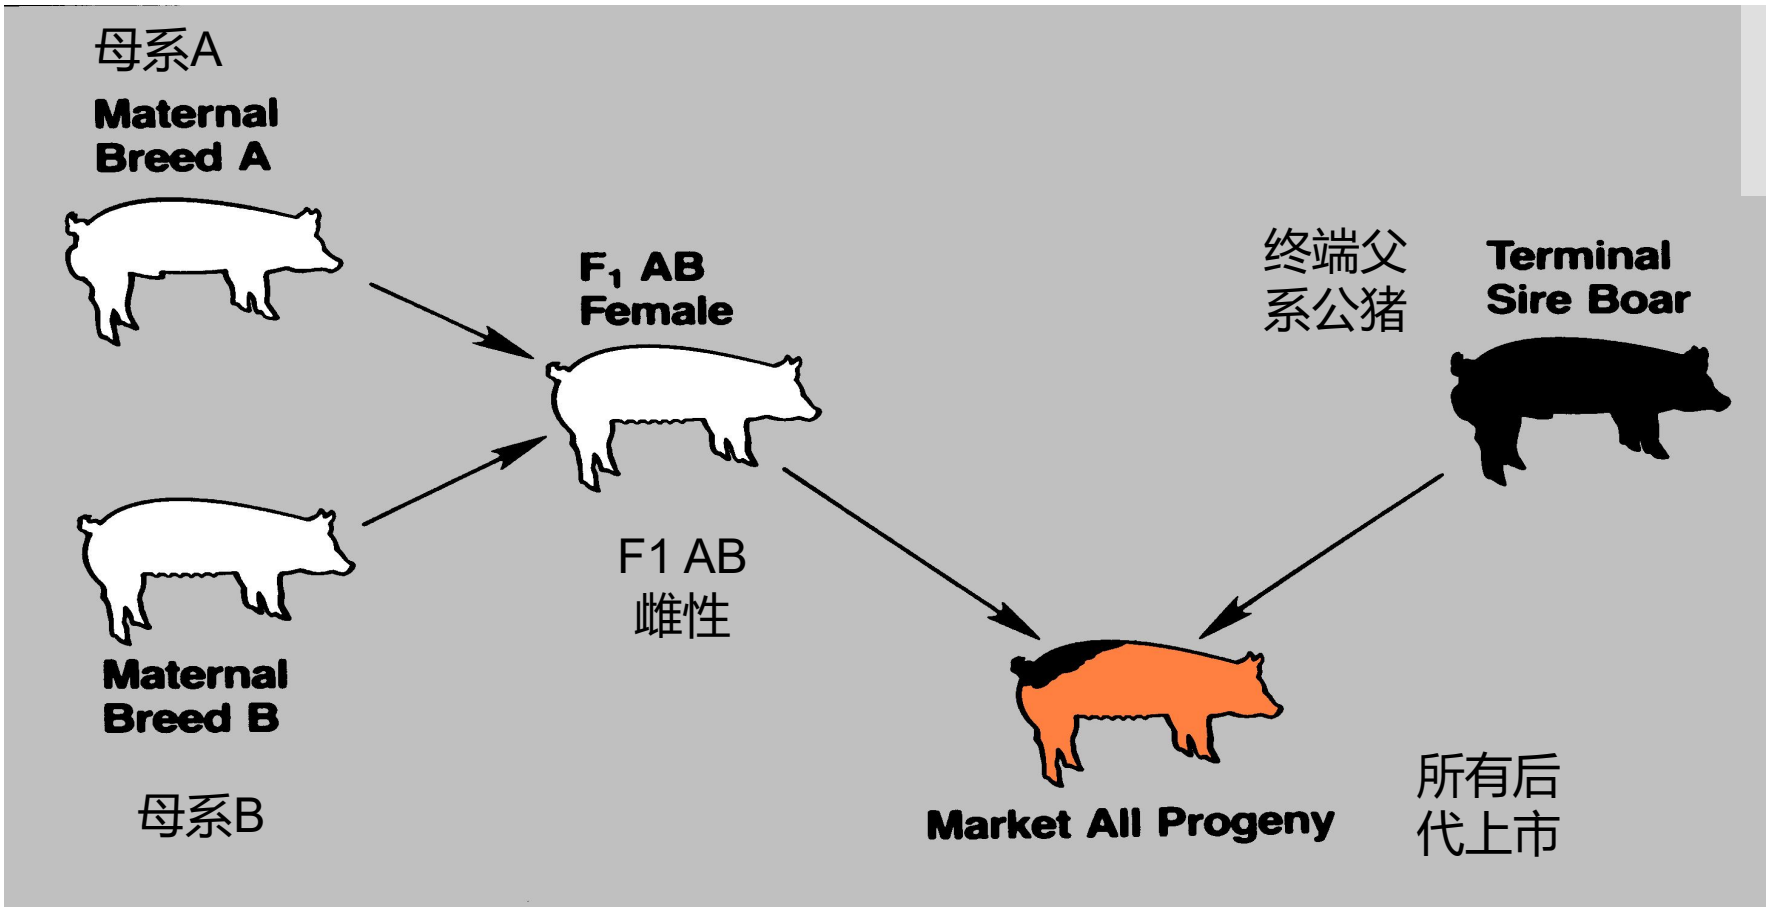 母系A
Maternal
Breed A
F₁ AB
Female
终端父
系公猪
Terminal
Sire Boar
F1 AB
雌性
Maternal
Breed B
母系B
Market All Progeny
所有后
代上市